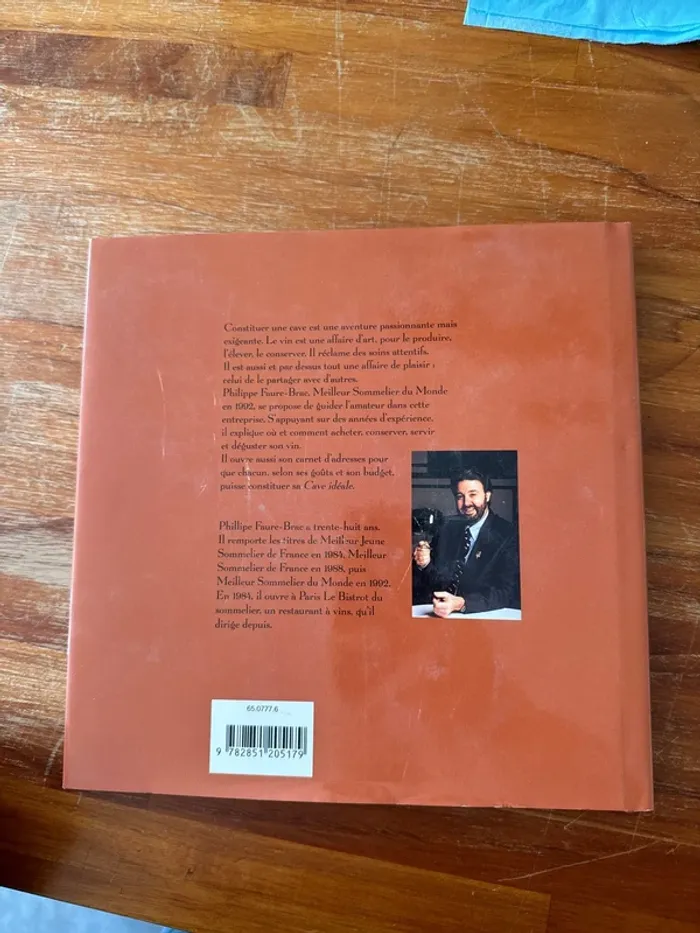 Constituer une cave est une aventure passionnante mais
exigeante. Le vin est une affaire d'art, pour le produire,
l'élever, le conserver. Il réclame des soins attentifs.
Il est aussi et par dessus tout une affaire de plaisir :
celui de le partager avec d'autres.
Philippe Faure-Brac, Meilleur Sommelier du Monde
en 1992, se propose de guider l'amateur dans cette
entreprise. S'appuyant sur des années d'expérience,
il explique où et comment acheter, conserver, servir
et déguster son vin.
Il ouvre aussi son carnet d'adresses pour
que chacun, selon ses goûts et son budget,
puisse constituer sa Cave idéale.
Phillipe Faure-Brac a trente-huit ans.
Il remporte les titres de Meilleur Jeune
Sommelier de France en 1984, Meilleur
Sommelier de France en 1988, puis
Meilleur Sommelier du Monde en 1992.
En 1984, il ouvre à Paris Le Bistrot du
sommelier, un restaurant à vins, qu'il
dirige depuis.
65.0777.6
9 782851 205179